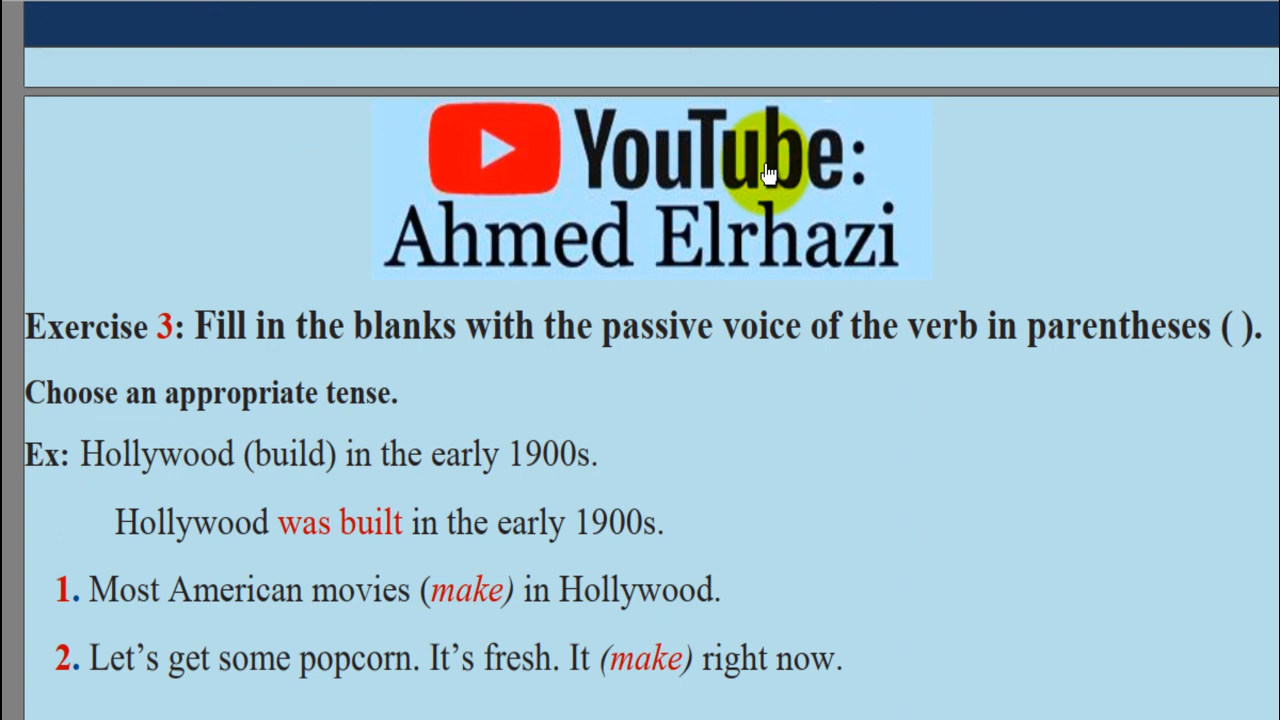 YouTube:
Ahmed Elrhazi
Exercise 3: Fill in the blanks with the passive voice of the verb in parentheses ( ).
Choose an appropriate tense.
Ex: Hollywood (build) in the early 1900s.
Hollywood was built in the early 1900s.
1. Most American movies (make) in Hollywood.
2. Let’s get some popcorn. It’s fresh. It (make) right now.